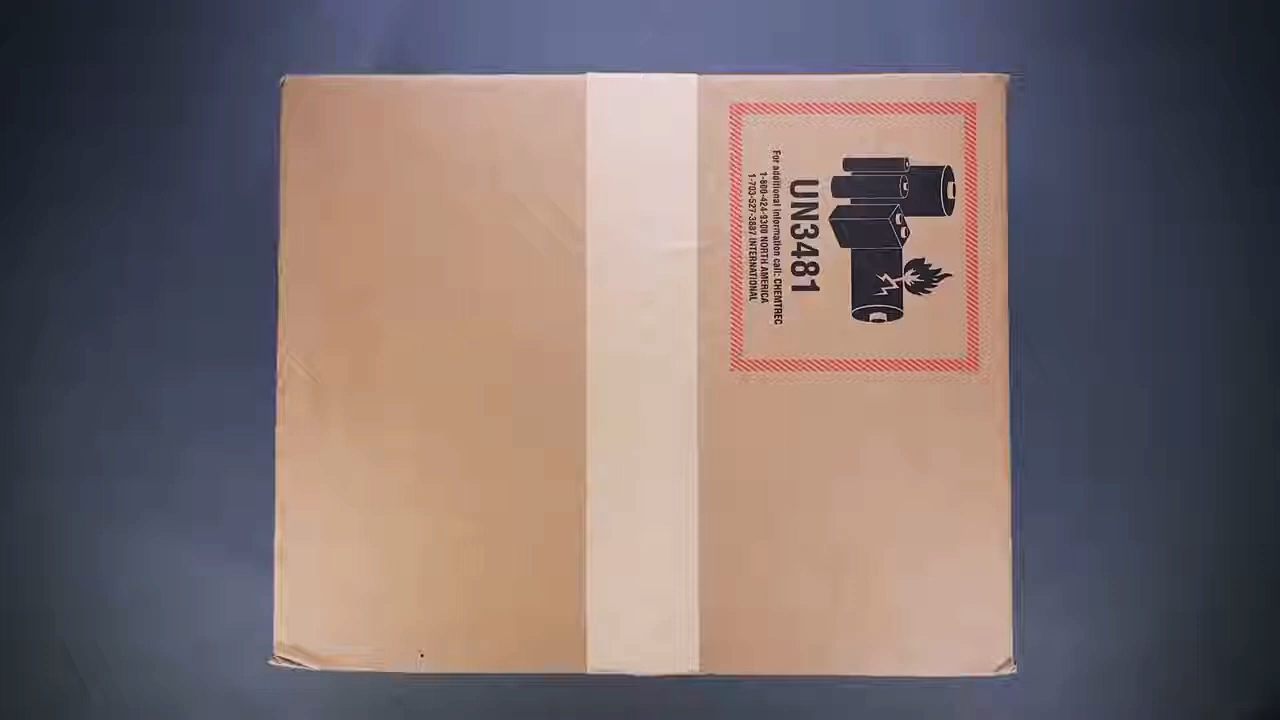 UN3481
For additional information call: CHEMTREC
1-800-424-9300 NORTH AMERICA
1-703-527-3887 INTERNATIONAL